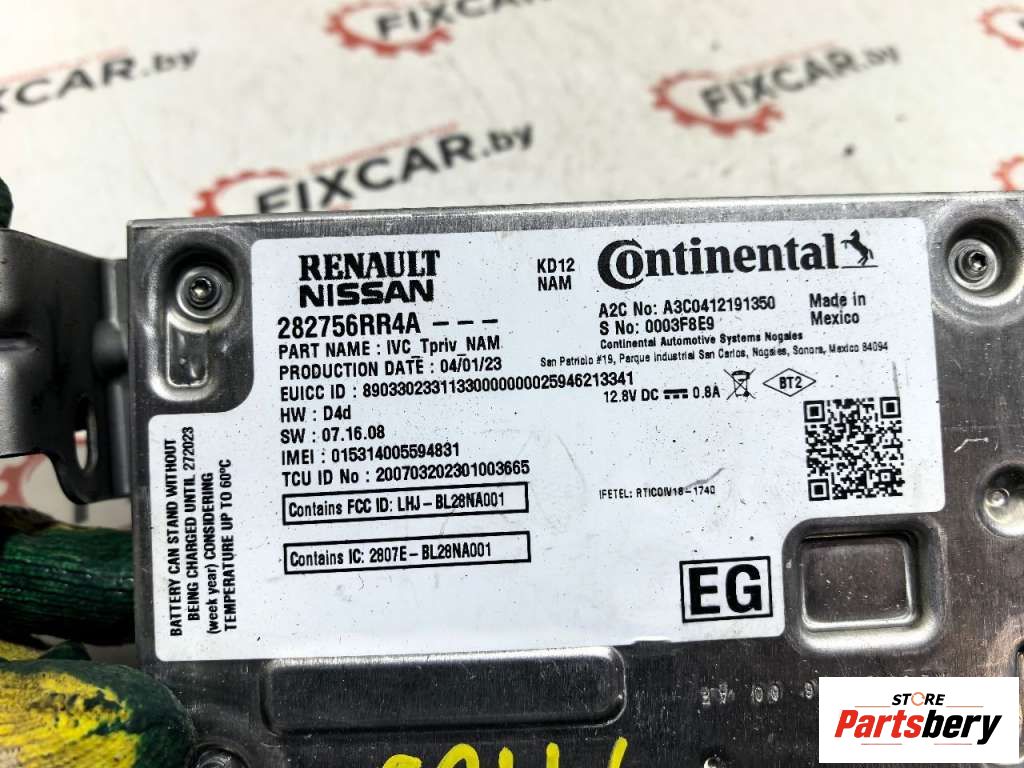 FIXCAR.by
FIXCAR.by
FIXCAR.by
FIXCAR.by
RENAULT
NISSAN
KD12
NAM
Continental
282756RR4A – – –
PART NAME : IVC_Tpriv_NAM
PRODUCTION DATE : 04/01/23
EUICC ID : 89033023311330000000025946213341
HW : D4d
SW : 07.16.08
IMEI : 015314005594831
TCU ID No : 200703202301003665
Contains FCC ID: LHJ–BL28NA001
Contains IC: 2807E–BL28NA001
A2C No: A3C0412191350
S No: 0003F8E9
Made in
Mexico
Continental Automotive Systems Nogales
San Patricio #19, Parque Industrial San Carlos, Nogales, Sonora, Mexico 84094
12.8V DC 0.8A
BT2
IFETEL: RTICOIV18-1740
EG
BATTERY CAN STAND WITHOUT
BEING CHARGED UNTIL 272023
(week year) CONSIDERING
TEMPERATURE UP TO 60ºC
STORE
Partsbery